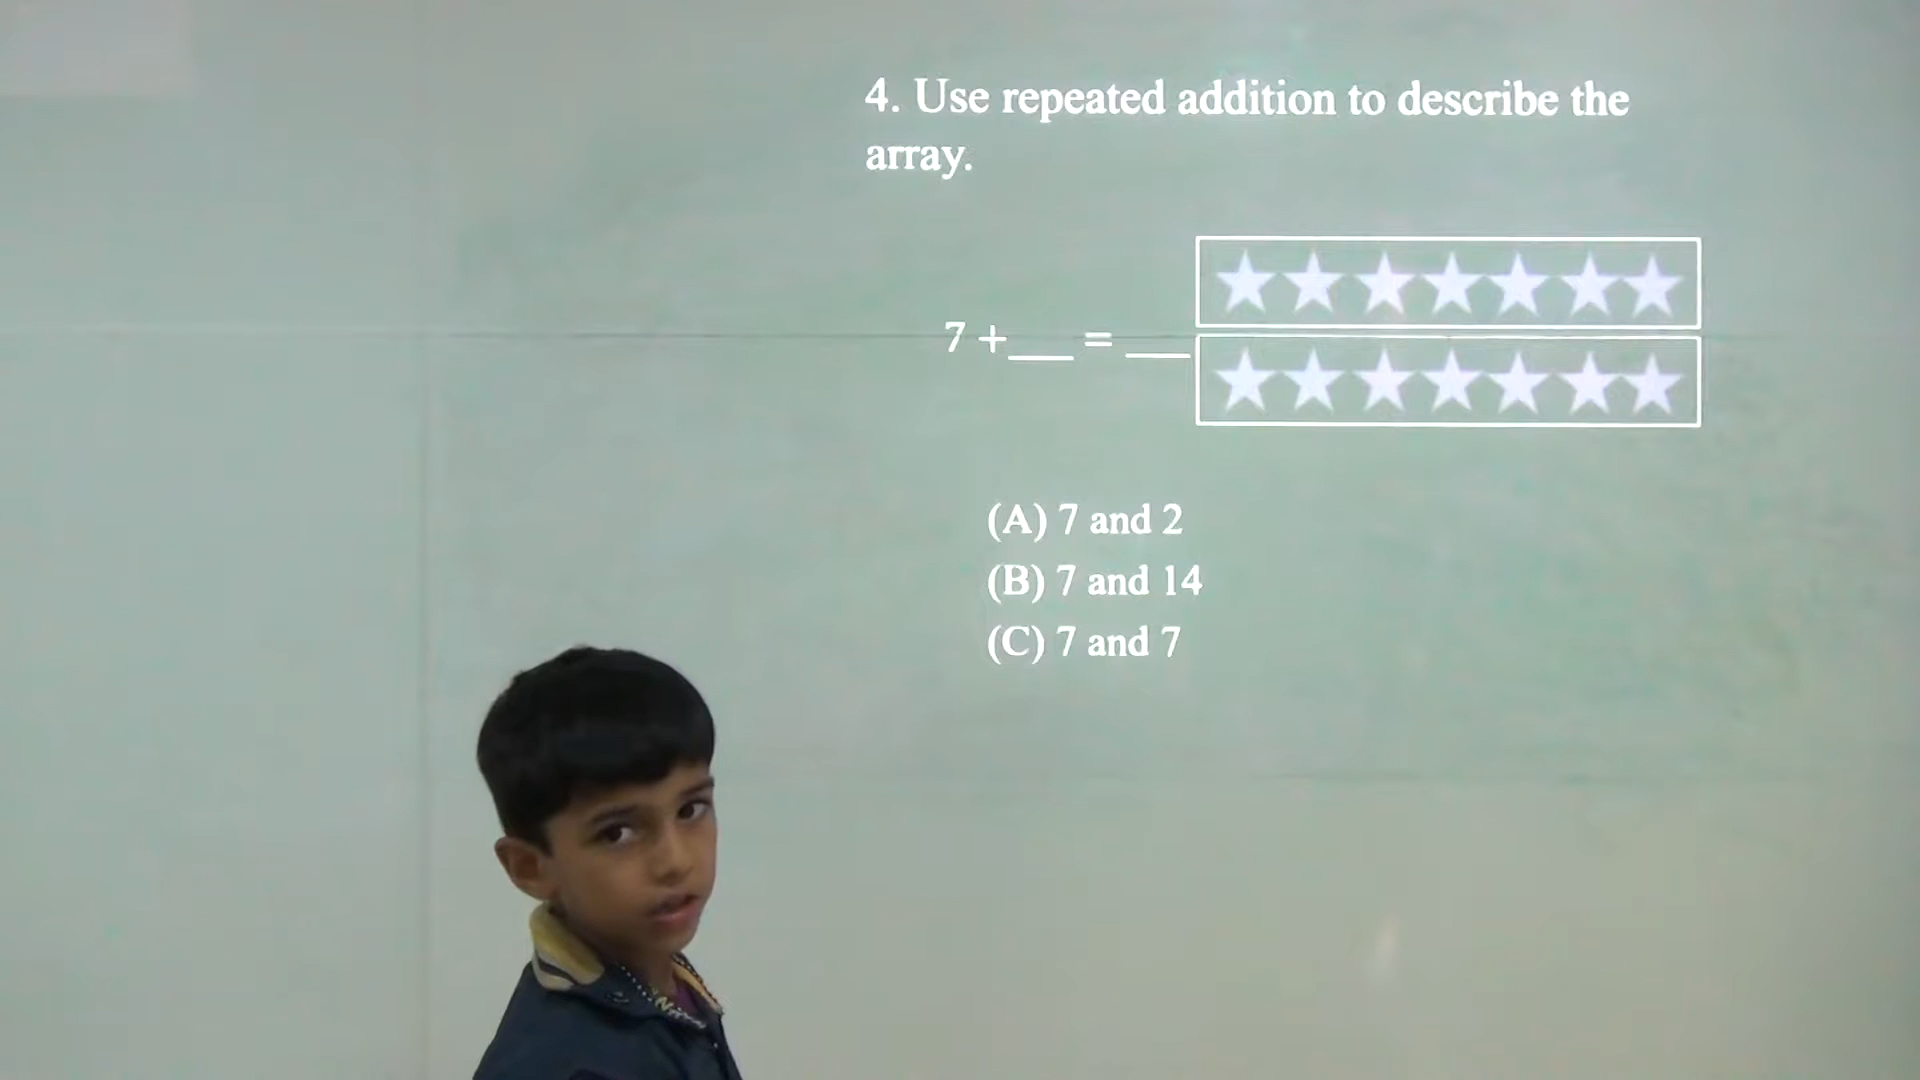 4. Use repeated addition to describe the
array.
7 +___ = ___
(A) 7 and 2
(B) 7 and 14
(C) 7 and 7